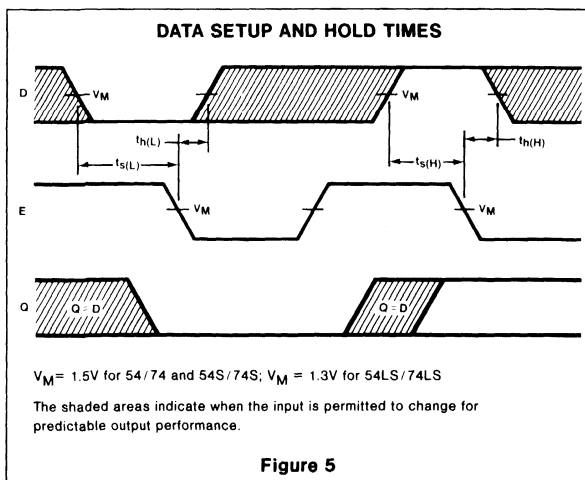 DATA SETUP AND HOLD TIMES
D
VM
VM
th(L)
th(H)
ts(L)
ts(H)
E
VM
VM
Q
Q = D
Q = D
VM = 1.5V for 54/74 and 54S/74S; VM = 1.3V for 54LS/74LS
The shaded areas indicate when the input is permitted to change for
predictable output performance.
Figure 5